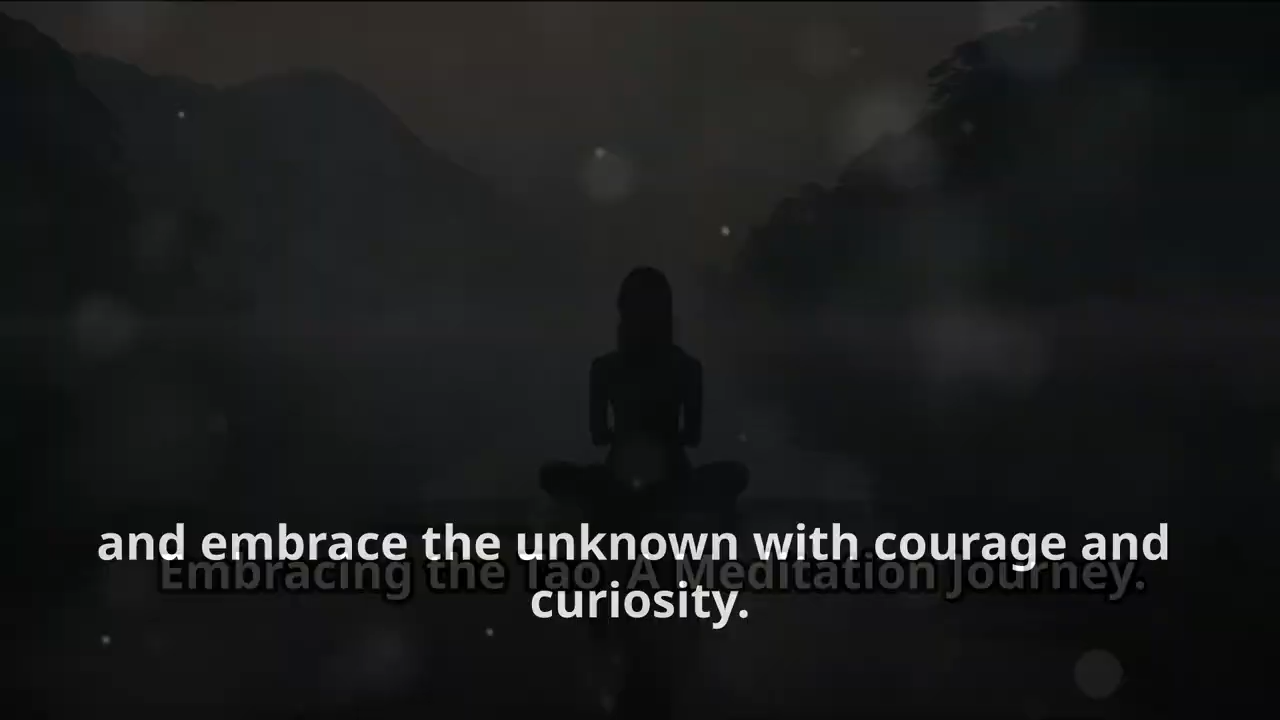 and embrace the unknown with courage and
Embracing the Tao, A Meditation Journey.
curiosity.